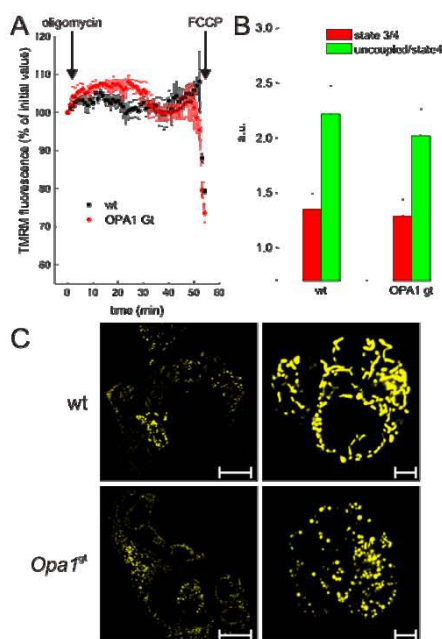 A
oligomycin
FCCP
TMRM fluorescence (% of initial value)
120
110
100
90
80
70
60
wt
OPA1 Gt
0 10 20 30 40 50 60
time (min)
B
state 3/4
uncoupled/state4
a.u.
3.0
2.5
2.0
1.5
1.0
wt
OPA1 gt
C
wt
Opa1gt